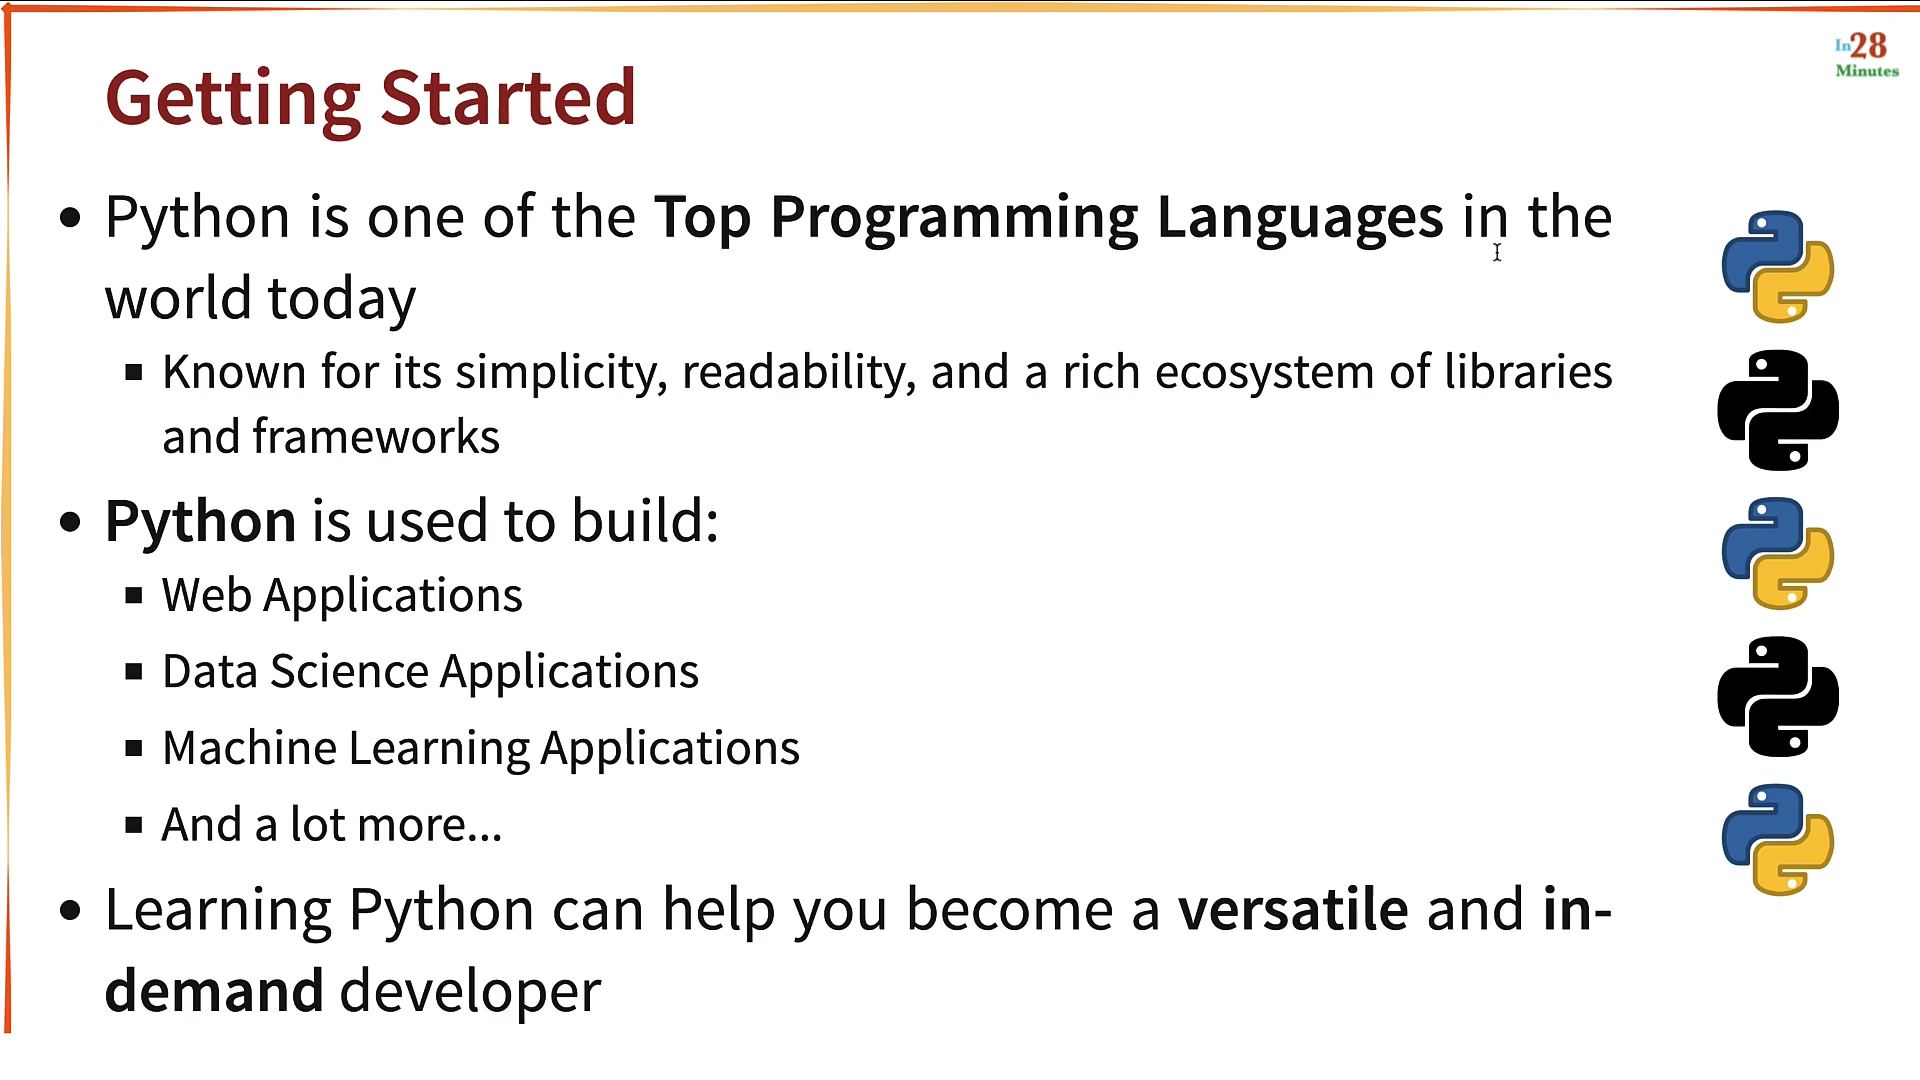 In28
Minutes
Getting Started
• Python is one of the Top Programming Languages in the
world today
▪ Known for its simplicity, readability, and a rich ecosystem of libraries
and frameworks
• Python is used to build:
▪ Web Applications
▪ Data Science Applications
▪ Machine Learning Applications
▪ And a lot more...
• Learning Python can help you become a versatile and in-
demand developer